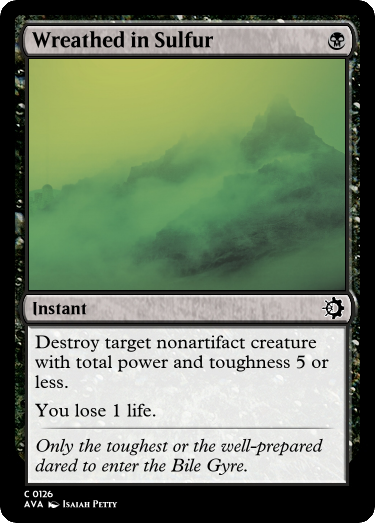 Wreathed in Sulfur
Instant
Destroy target nonartifact creature
with total power and toughness 5 or
less.
You lose 1 life.
Only the toughest or the well-prepared
dared to enter the Bile Gyre.
C 0126
AVA Isaiah Petty